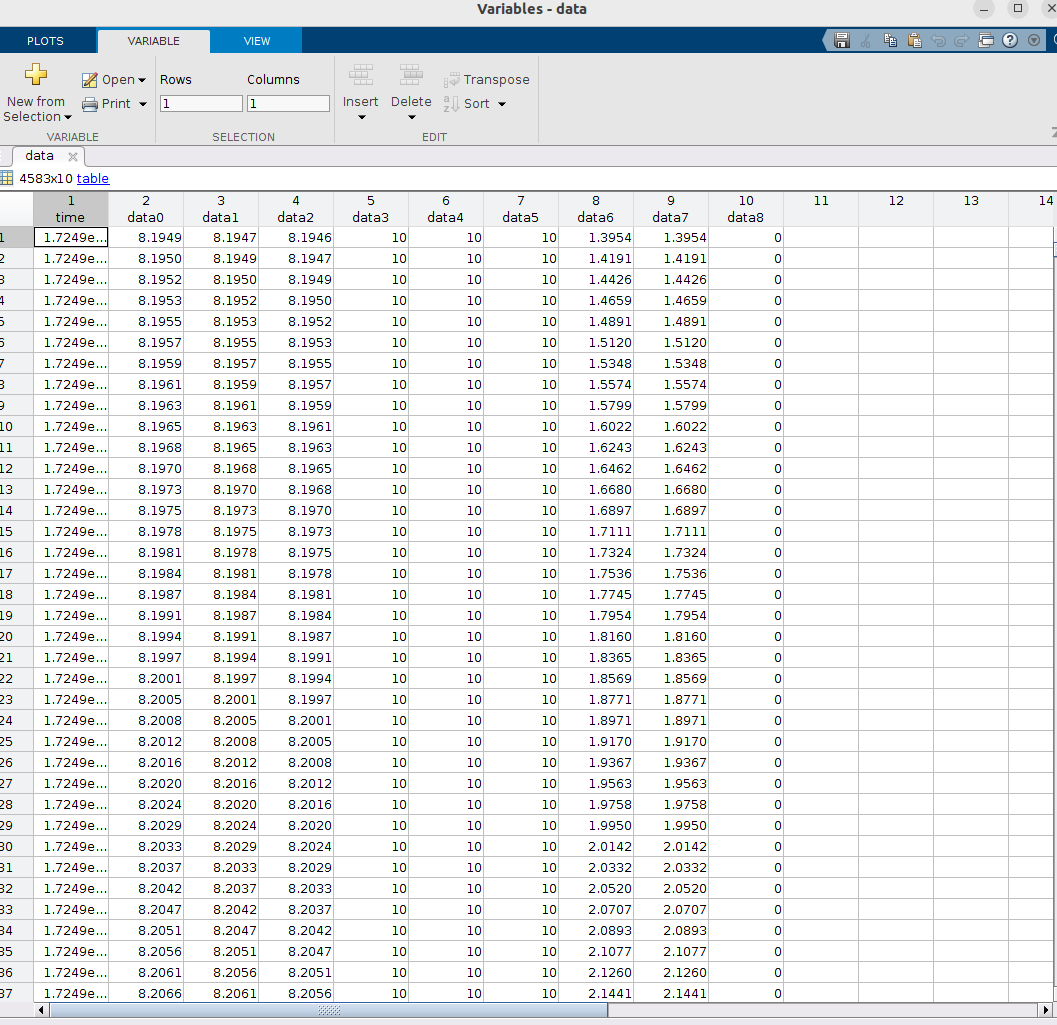 Variables - data
PLOTS VARIABLE VIEW
New from Selection
Open
Print
Rows Columns
1 1
Insert Delete
Transpose
Sort
VARIABLE SELECTION EDIT
data
4583x10 table
1 2 3 4 5 6 7 8 9 10 11 12 13 14
time data0 data1 data2 data3 data4 data5 data6 data7 data8
1 1.7249e... 8.1949 8.1947 8.1946 10 10 10 1.3954 1.3954 0
2 1.7249e... 8.1950 8.1949 8.1947 10 10 10 1.4191 1.4191 0
3 1.7249e... 8.1952 8.1950 8.1949 10 10 10 1.4426 1.4426 0
4 1.7249e... 8.1953 8.1952 8.1950 10 10 10 1.4659 1.4659 0
5 1.7249e... 8.1955 8.1953 8.1952 10 10 10 1.4891 1.4891 0
6 1.7249e... 8.1957 8.1955 8.1953 10 10 10 1.5120 1.5120 0
7 1.7249e... 8.1959 8.1957 8.1955 10 10 10 1.5348 1.5348 0
8 1.7249e... 8.1961 8.1959 8.1957 10 10 10 1.5574 1.5574 0
9 1.7249e... 8.1963 8.1961 8.1959 10 10 10 1.5799 1.5799 0
10 1.7249e... 8.1965 8.1963 8.1961 10 10 10 1.6022 1.6022 0
11 1.7249e... 8.1968 8.1965 8.1963 10 10 10 1.6243 1.6243 0
12 1.7249e... 8.1970 8.1968 8.1965 10 10 10 1.6462 1.6462 0
13 1.7249e... 8.1973 8.1970 8.1968 10 10 10 1.6680 1.6680 0
14 1.7249e... 8.1975 8.1973 8.1970 10 10 10 1.6897 1.6897 0
15 1.7249e... 8.1978 8.1975 8.1973 10 10 10 1.7111 1.7111 0
16 1.7249e... 8.1981 8.1978 8.1975 10 10 10 1.7324 1.7324 0
17 1.7249e... 8.1984 8.1981 8.1978 10 10 10 1.7536 1.7536 0
18 1.7249e... 8.1987 8.1984 8.1981 10 10 10 1.7745 1.7745 0
19 1.7249e... 8.1991 8.1987 8.1984 10 10 10 1.7954 1.7954 0
20 1.7249e... 8.1994 8.1991 8.1987 10 10 10 1.8160 1.8160 0
21 1.7249e... 8.1997 8.1994 8.1991 10 10 10 1.8365 1.8365 0
22 1.7249e... 8.2001 8.1997 8.1994 10 10 10 1.8569 1.8569 0
23 1.7249e... 8.2005 8.2001 8.1997 10 10 10 1.8771 1.8771 0
24 1.7249e... 8.2008 8.2005 8.2001 10 10 10 1.8971 1.8971 0
25 1.7249e... 8.2012 8.2008 8.2005 10 10 10 1.9170 1.9170 0
26 1.7249e... 8.2016 8.2012 8.2008 10 10 10 1.9367 1.9367 0
27 1.7249e... 8.2020 8.2016 8.2012 10 10 10 1.9563 1.9563 0
28 1.7249e... 8.2024 8.2020 8.2016 10 10 10 1.9758 1.9758 0
29 1.7249e... 8.2029 8.2024 8.2020 10 10 10 1.9950 1.9950 0
30 1.7249e... 8.2033 8.2029 8.2024 10 10 10 2.0142 2.0142 0
31 1.7249e... 8.2037 8.2033 8.2029 10 10 10 2.0332 2.0332 0
32 1.7249e... 8.2042 8.2037 8.2033 10 10 10 2.0520 2.0520 0
33 1.7249e... 8.2047 8.2042 8.2037 10 10 10 2.0707 2.0707 0
34 1.7249e... 8.2051 8.2047 8.2042 10 10 10 2.0893 2.0893 0
35 1.7249e... 8.2056 8.2051 8.2047 10 10 10 2.1077 2.1077 0
36 1.7249e... 8.2061 8.2056 8.2051 10 10 10 2.1260 2.1260 0
37 1.7249e... 8.2066 8.2061 8.2056 10 10 10 2.1441 2.1441 0